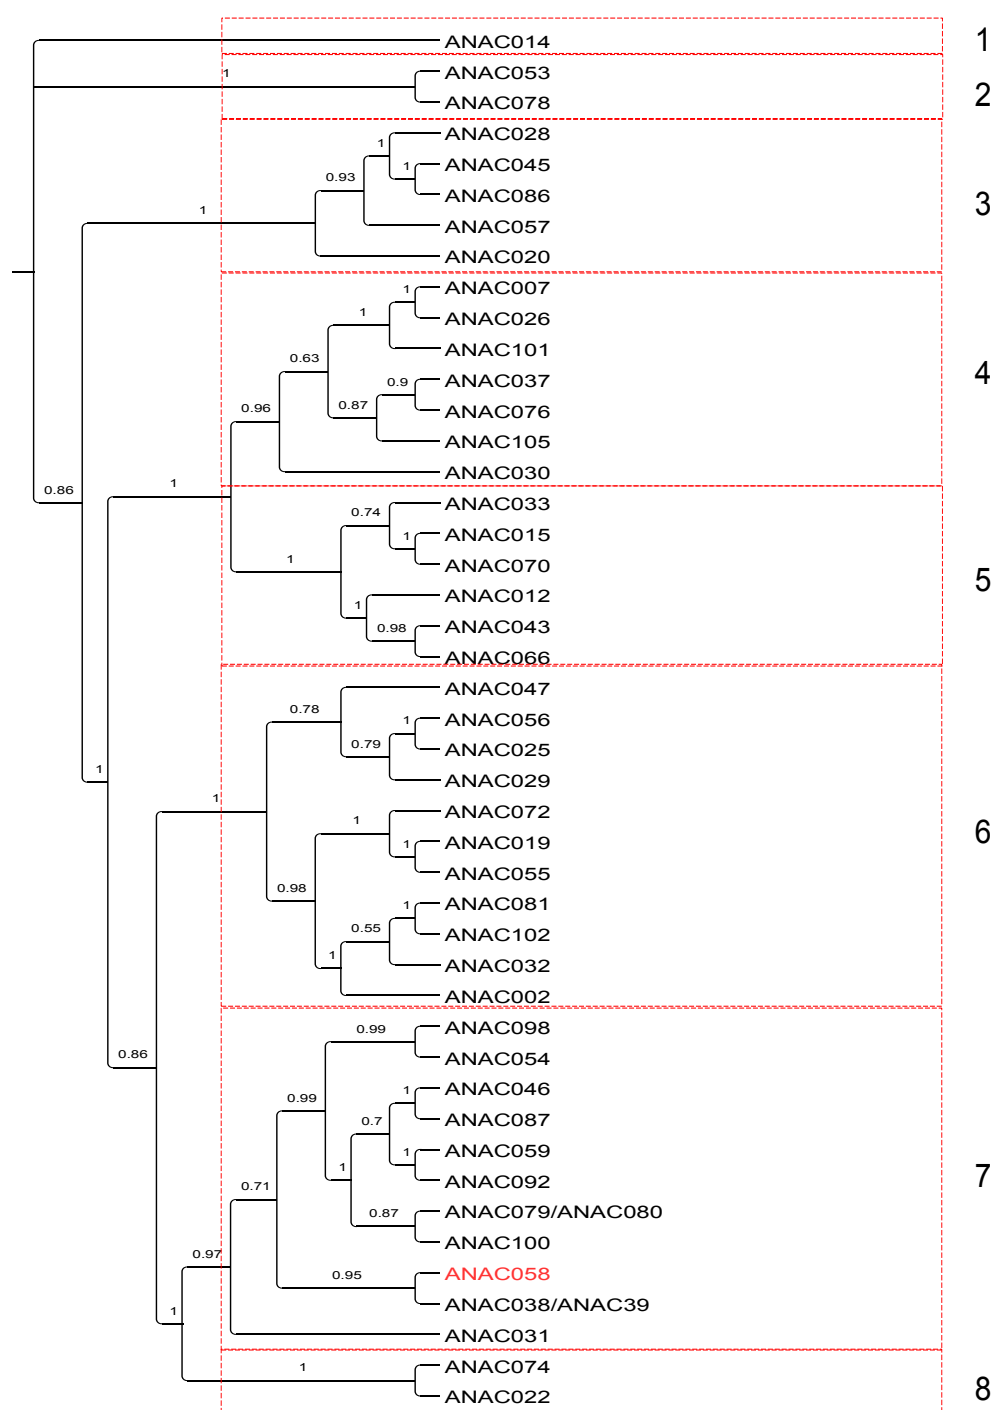 ANAC014 1
1 ANAC053
ANAC078 2
ANAC028
1
ANAC045
1
0.93
ANAC086
1 3
ANAC057
ANAC020
ANAC007
1
ANAC026
1
ANAC101
0.63
4
ANAC037
0.9
0.96
0.87 ANAC076
ANAC105
ANAC030
0.86
1
ANAC033
0.74
ANAC015
1
1 ANAC070
5
ANAC012
1
ANAC043
0.98
ANAC066
ANAC047
0.78
ANAC056
1
0.79 ANAC025
1
ANAC029
1
ANAC072
1
6
ANAC019
1
ANAC055
0.98
ANAC081
1
0.55 ANAC102
1
ANAC032
ANAC002
ANAC098
0.99
0.86
ANAC054
ANAC046
1
0.99
ANAC087
0.7
ANAC059
1
1
7
ANAC092
0.71
ANAC079/ANAC080
0.87
ANAC100
0.97
ANAC058
0.95
ANAC038/ANAC39
1
ANAC031
1 ANAC074
8
ANAC022